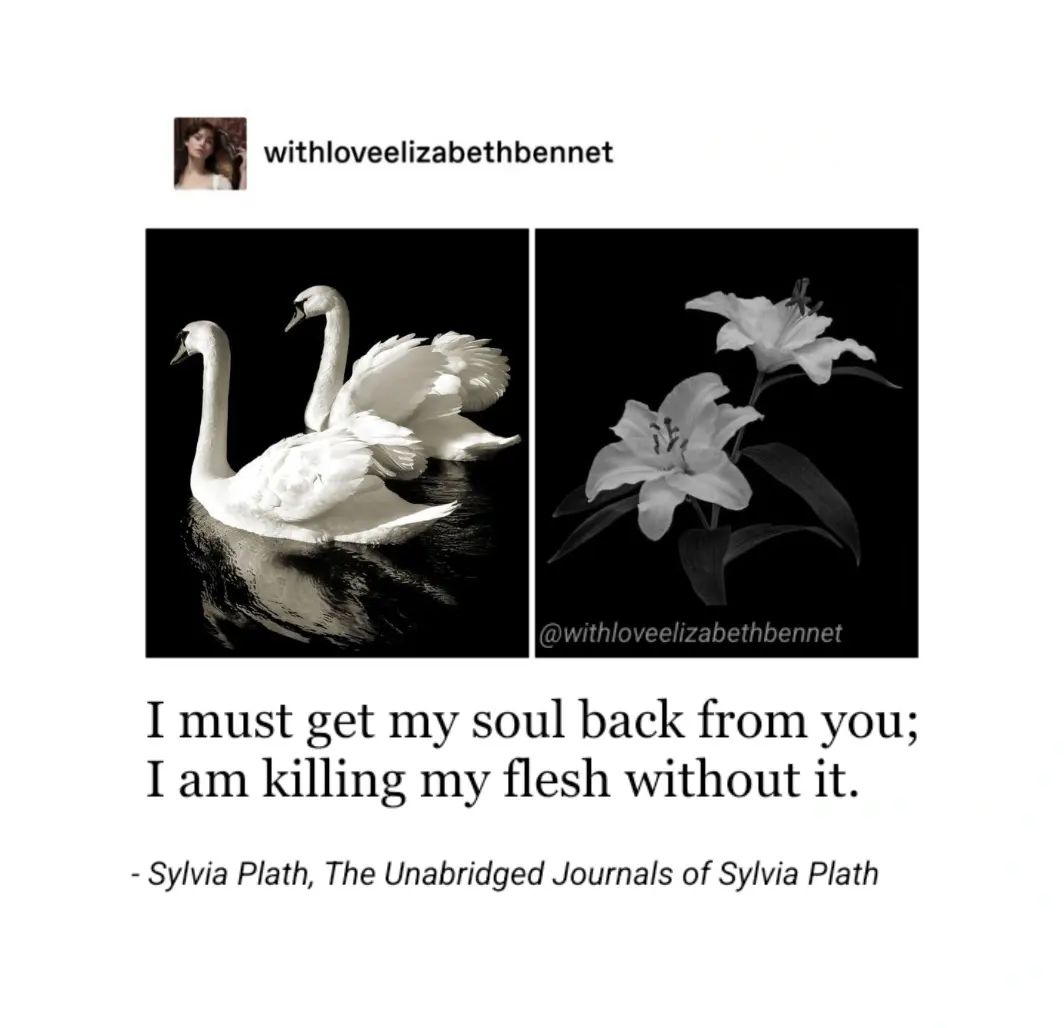 withloveelizabethbennet
@withloveelizabethbennet
I must get my soul back from you;
I am killing my flesh without it.
- Sylvia Plath, The Unabridged Journals of Sylvia Plath